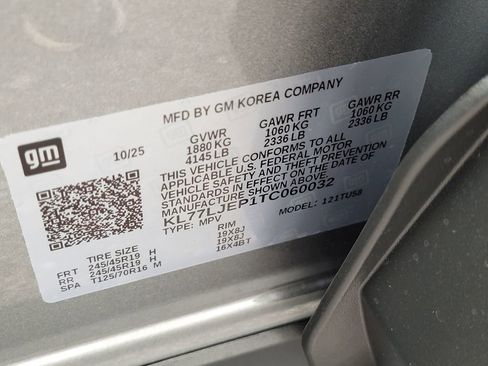 MFD BY GM KOREA COMPANY
gm
10/25
GVWR GAWR FRT GAWR RR
1880 KG 1060 KG 1060 KG
4145 LB 2336 LB 2336 LB
THIS VEHICLE CONFORMS TO ALL
APPLICABLE U.S. FEDERAL MOTOR
VEHICLE SAFETY AND THEFT PREVENTION
STANDARDS IN EFFECT ON THE DATE OF
MANUFACTURE SHOWN ABOVE.
KL77LJEP1TC060032
TYPE: MPV MODEL: 121TU58
TIRE SIZE RIM
FRT 245/45R19 H 19X8J
RR 245/45R19 H 19X8J
SPA T125/70R16 M 16X4BT